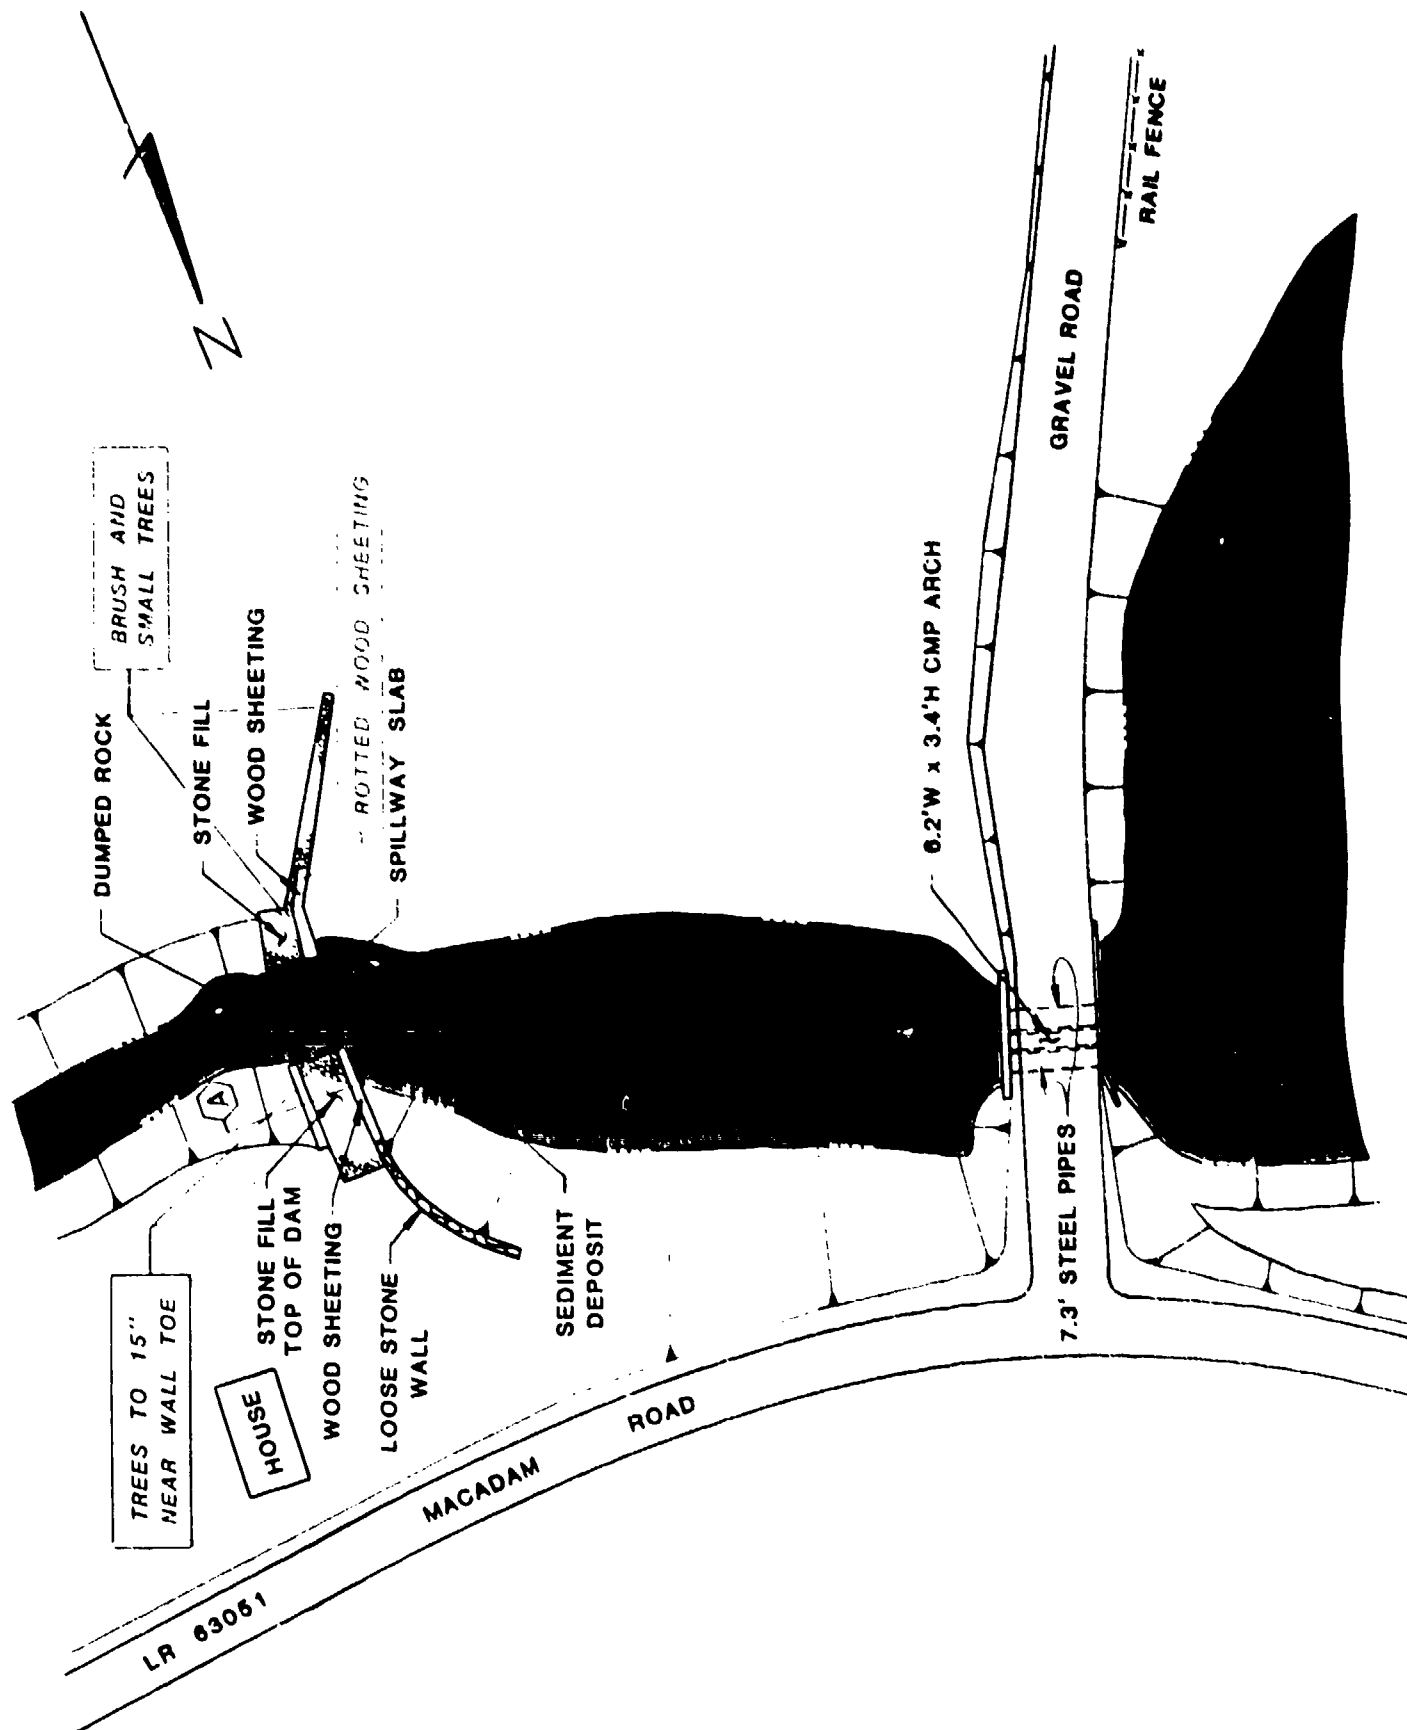 N
BRUSH AND
SMALL TREES
DUMPED ROCK
STONE FILL
WOOD SHEETING
ROTTED WOOD SHEETING
SPILLWAY SLAB
6.2'W x 3.4'H CMP ARCH
GRAVEL ROAD
RAIL FENCE
A
TREES TO 15"
NEAR WALL TOE
HOUSE
STONE FILL
TOP OF DAM
WOOD SHEETING
LOOSE STONE
WALL
SEDIMENT
DEPOSIT
7.3' STEEL PIPES
LR 63051
MACADAM
ROAD